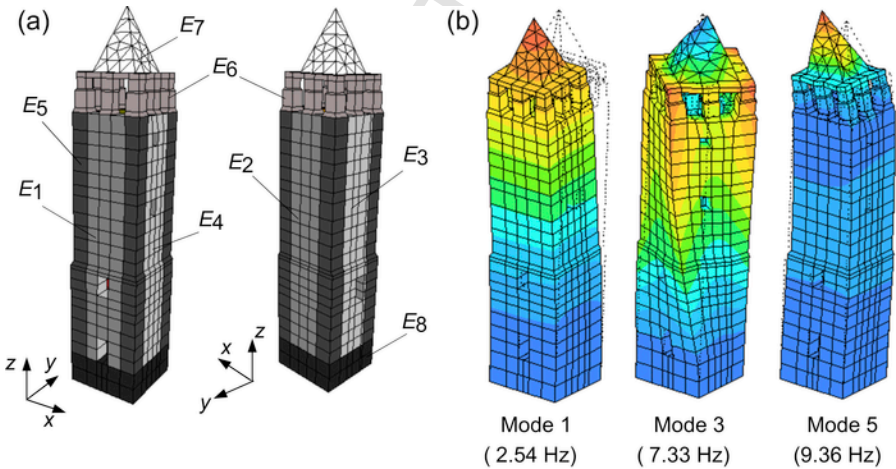 (a)
E7
E6
E5
E1
E4
E2
E3
E8
z
y
x
z
x
y
(b)
Mode 1
( 2.54 Hz)
Mode 3
( 7.33 Hz)
Mode 5
(9.36 Hz)